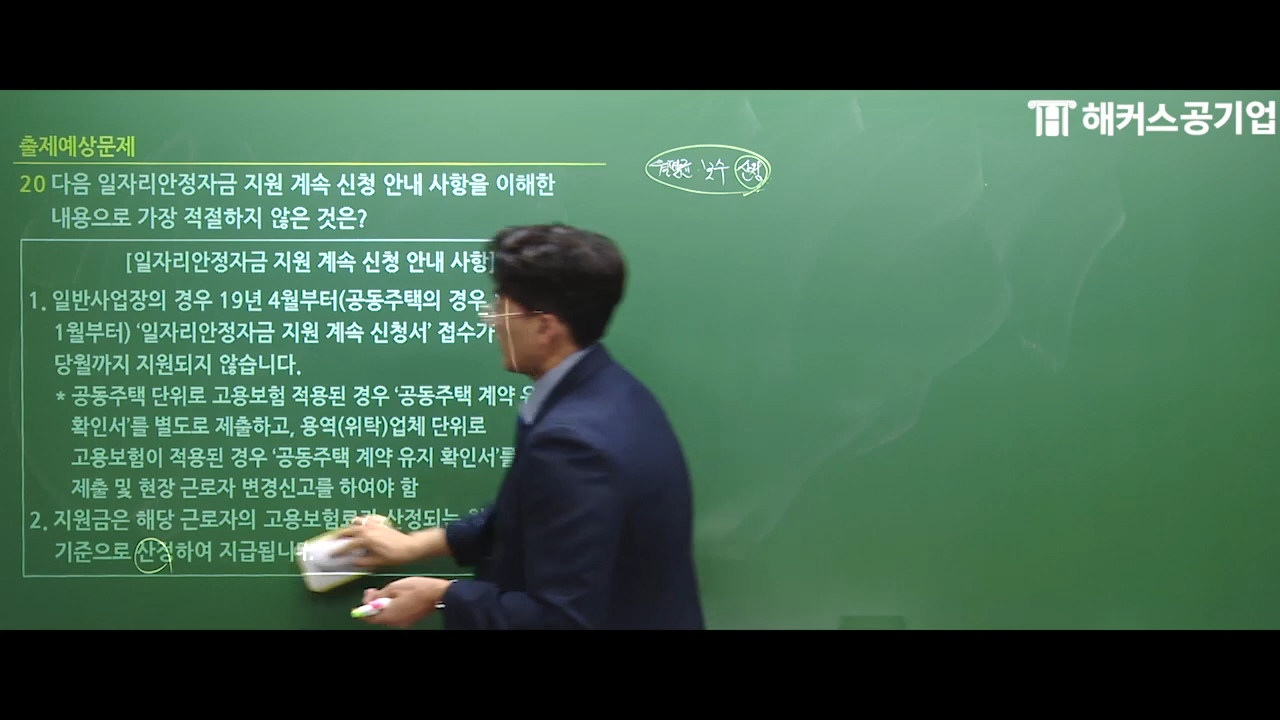 해커스공기업
출제예상문제
월평균 보수 산정
20 다음 일자리안정자금 지원 계속 신청 안내 사항을 이해한
내용으로 가장 적절하지 않은 것은?
[일자리안정자금 지원 계속 신청 안내 사항]
1. 일반사업장의 경우 19년 4월부터(공동주택의 경우
1월부터) ‘일자리안정자금 지원 계속 신청서’ 접수가
당월까지 지원되지 않습니다.
* 공동주택 단위로 고용보험 적용된 경우 ‘공동주택 계약
확인서’를 별도로 제출하고, 용역(위탁)업체 단위로
고용보험이 적용된 경우 ‘공동주택 계약 유지 확인서’를
제출 및 현장 근로자 변경신고를 하여야 함
2. 지원금은 해당 근로자의 고용보험료가 산정되는
기준으로 산정하여 지급됩니다.